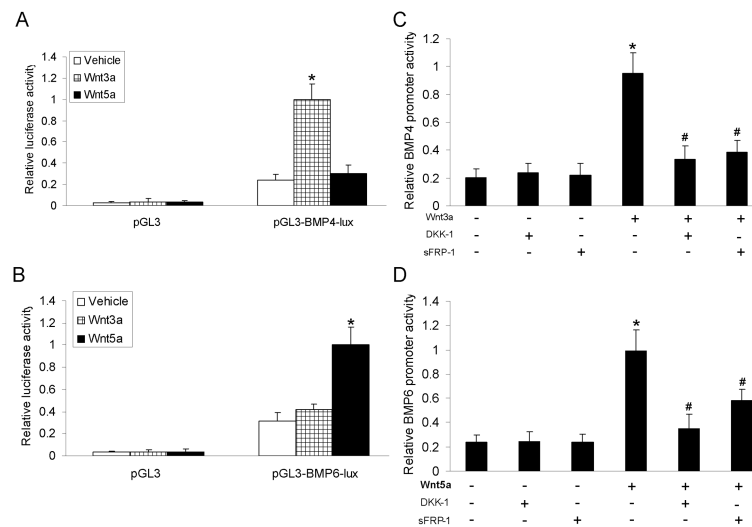 A
Relative luciferase activity
1.4
1.2
1
0.8
0.6
0.4
0.2
0
Vehicle
Wnt3a
Wnt5a
*
pGL3
pGL3-BMP4-lux
B
Relative luciferase activity
1.4
1.2
1
0.8
0.6
0.4
0.2
0
Vehicle
Wnt3a
Wnt5a
*
pGL3
pGL3-BMP6-lux
C
Relative BMP4 promoter activity
1.2
1
0.8
0.6
0.4
0.2
0
*
#
#
Wnt3a - - - + + +
DKK-1 - + - - + -
sFRP-1 - - + - - +
D
Relative BMP6 promoter activity
1.4
1.2
1
0.8
0.6
0.4
0.2
0
*
#
#
Wnt5a - - - + + +
DKK-1 - + - - + -
sFRP-1 - - + - - +